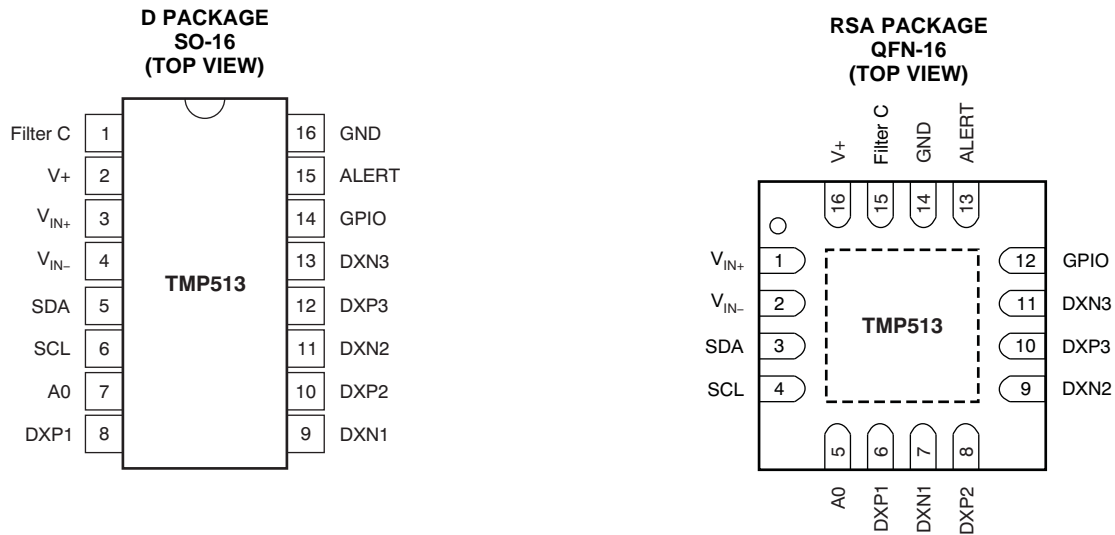 D PACKAGE
SO-16
(TOP VIEW)
Filter C 1
V+ 2
VIN+ 3
VIN– 4
SDA 5
SCL 6
A0 7
DXP1 8
TMP513
16 GND
15 ALERT
14 GPIO
13 DXN3
12 DXP3
11 DXN2
10 DXP2
9 DXN1
RSA PACKAGE
QFN-16
(TOP VIEW)
V+ Filter C GND ALERT
16 15 14 13
VIN+ 1
VIN– 2
SDA 3
SCL 4
TMP513
12 GPIO
11 DXN3
10 DXP3
9 DXN2
5 6 7 8
A0 DXP1 DXN1 DXP2